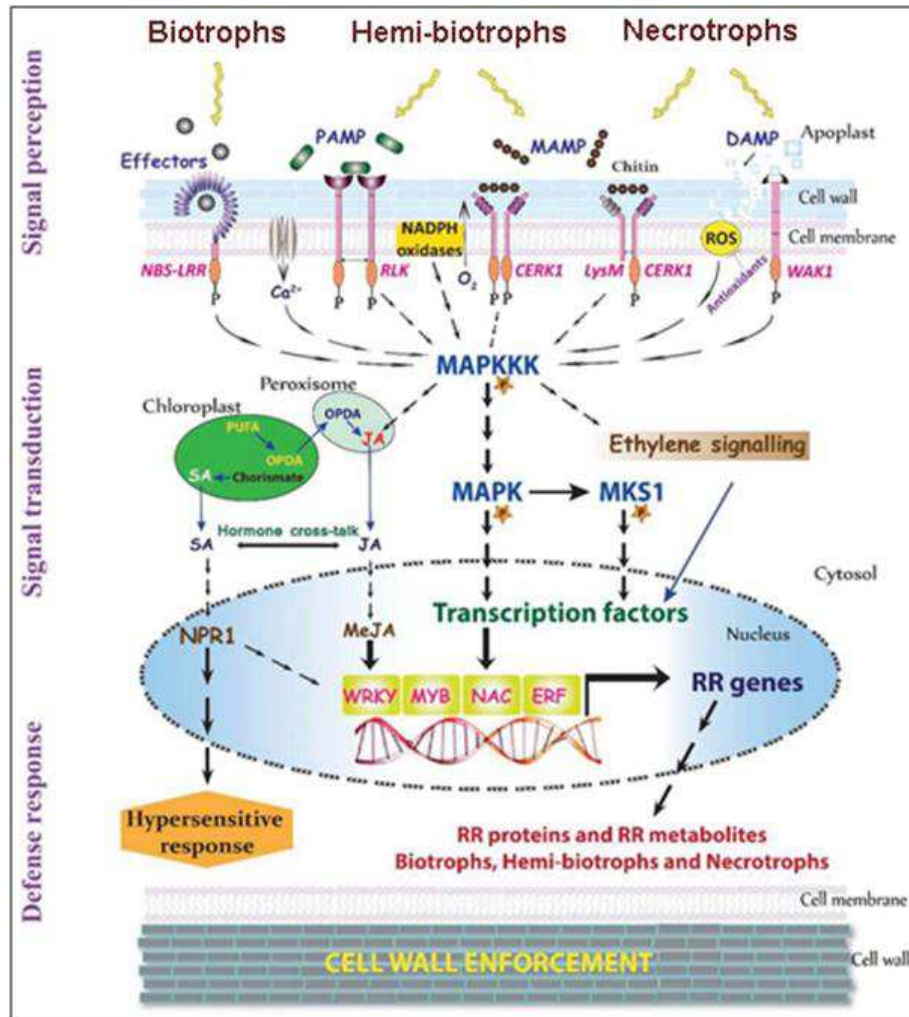 Biotrophs
Hemi-biotrophs
Necrotrophs
Signal perception
PAMP
MAMP
DAMP
Apoplast
Effectors
Chitin
Cell wall
NADPH
oxidases
ROS
Cell membrane
NBS-LRR
Ca²⁺
RLK
O₂
CERK1
LysM
CERK1
Antioxidants
WAK1
P
P
P
P
P
P
P
MAPKKK
P
Signal transduction
Peroxisome
Chloroplast
OPDA
JA
PUFA
OPDA
SA
Chorismate
Ethylene signalling
MAPK
MKS1
P
P
Hormone cross-talk
SA
JA
Cytosol
Transcription factors
Nucleus
NPR1
MeJA
WRKY
MYB
NAC
ERF
RR genes
Defense response
Hypersensitive
response
RR proteins and RR metabolites
Biotrophs, Hemi-biotrophs and Necrotrophs
Cell membrane
CELL WALL ENFORCEMENT
Cell wall